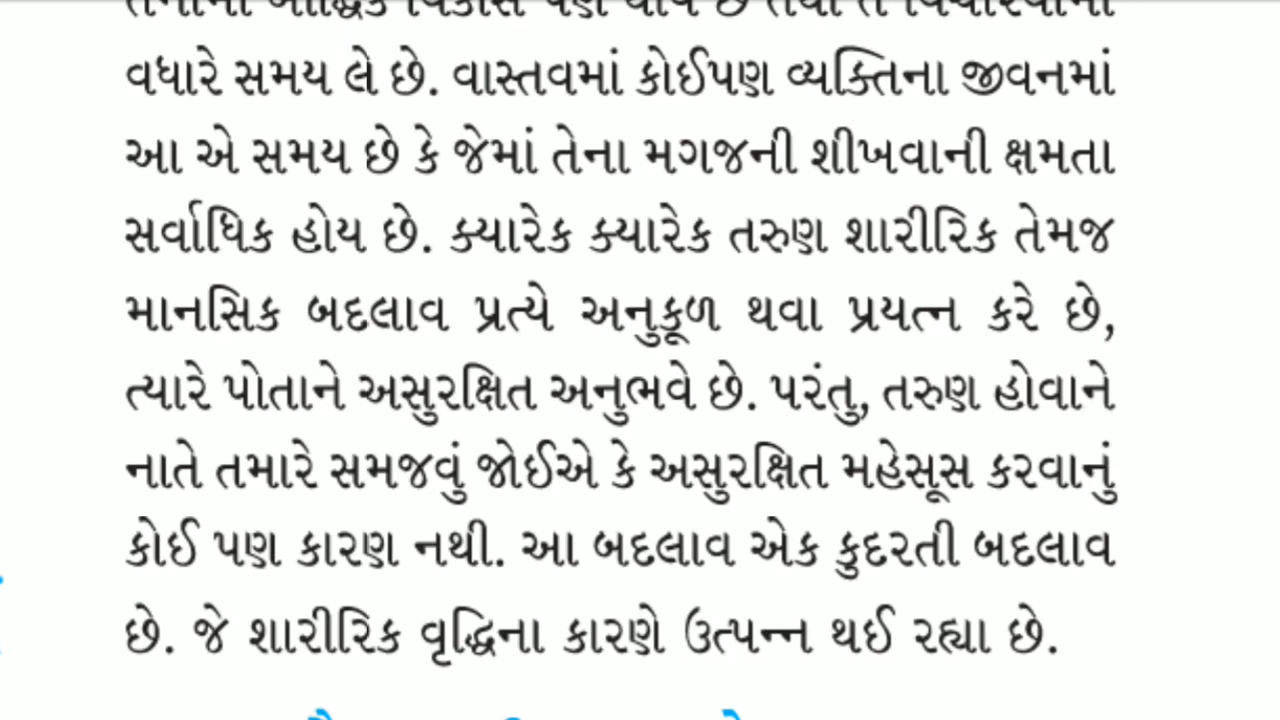 વધારે સમય લે છે. વાસ્તવમાં કોઈપણ વ્યક્તિના જીવનમાં
આ એ સમય છે કે જેમાં તેના મગજની શીખવાની ક્ષમતા
સર્વાધિક હોય છે. ક્યારેક ક્યારેક તરુણ શારીરિક તેમજ
માનસિક બદલાવ પ્રત્યે અનુકૂળ થવા પ્રયત્ન કરે છે,
ત્યારે પોતાને અસુરક્ષિત અનુભવે છે. પરંતુ, તરુણ હોવાને
નાતે તમારે સમજવું જોઈએ કે અસુરક્ષિત મહેસૂસ કરવાનું
કોઈ પણ કારણ નથી. આ બદલાવ એક કુદરતી બદલાવ
છે. જે શારીરિક વૃદ્ધિના કારણે ઉત્પન્ન થઈ રહ્યા છે.